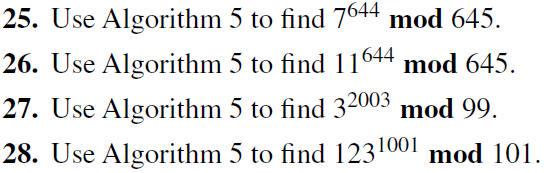 25. Use Algorithm 5 to find 7^644 mod 645.
26. Use Algorithm 5 to find 11^644 mod 645.
27. Use Algorithm 5 to find 3^2003 mod 99.
28. Use Algorithm 5 to find 123^1001 mod 101.